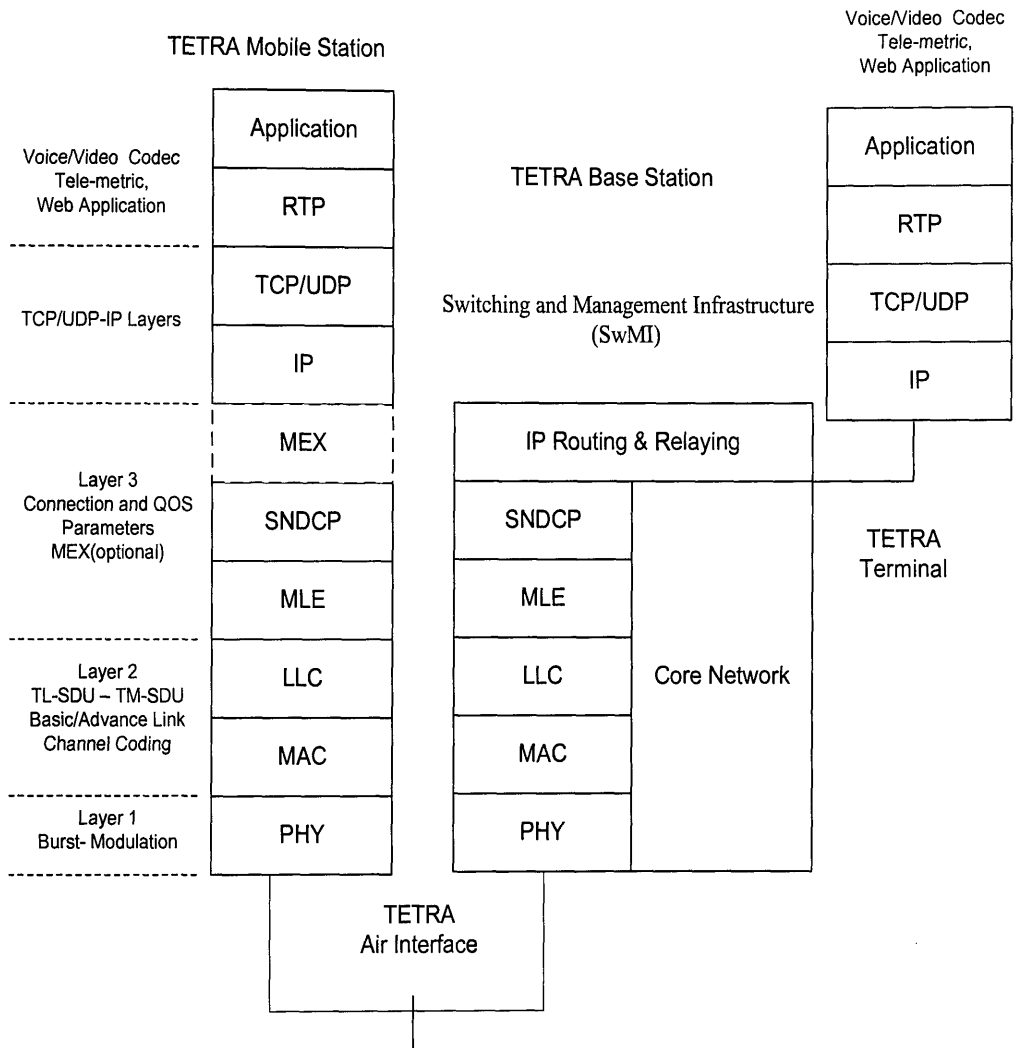 TETRA Mobile Station
Application
RTP
TCP/UDP
IP
MEX
SNDCP
MLE
LLC
MAC
PHY
Voice/Video Codec
Tele-metric,
Web Application
TCP/UDP-IP Layers
Layer 3
Connection and QOS
Parameters
MEX(optional)
Layer 2
TL-SDU – TM-SDU
Basic/Advance Link
Channel Coding
Layer 1
Burst- Modulation
TETRA Base Station
Switching and Management Infrastructure
(SwMI)
IP Routing & Relaying
SNDCP
MLE
LLC
MAC
PHY
Core Network
TETRA
Air Interface
Voice/Video Codec
Tele-metric,
Web Application
Application
RTP
TCP/UDP
IP
TETRA
Terminal